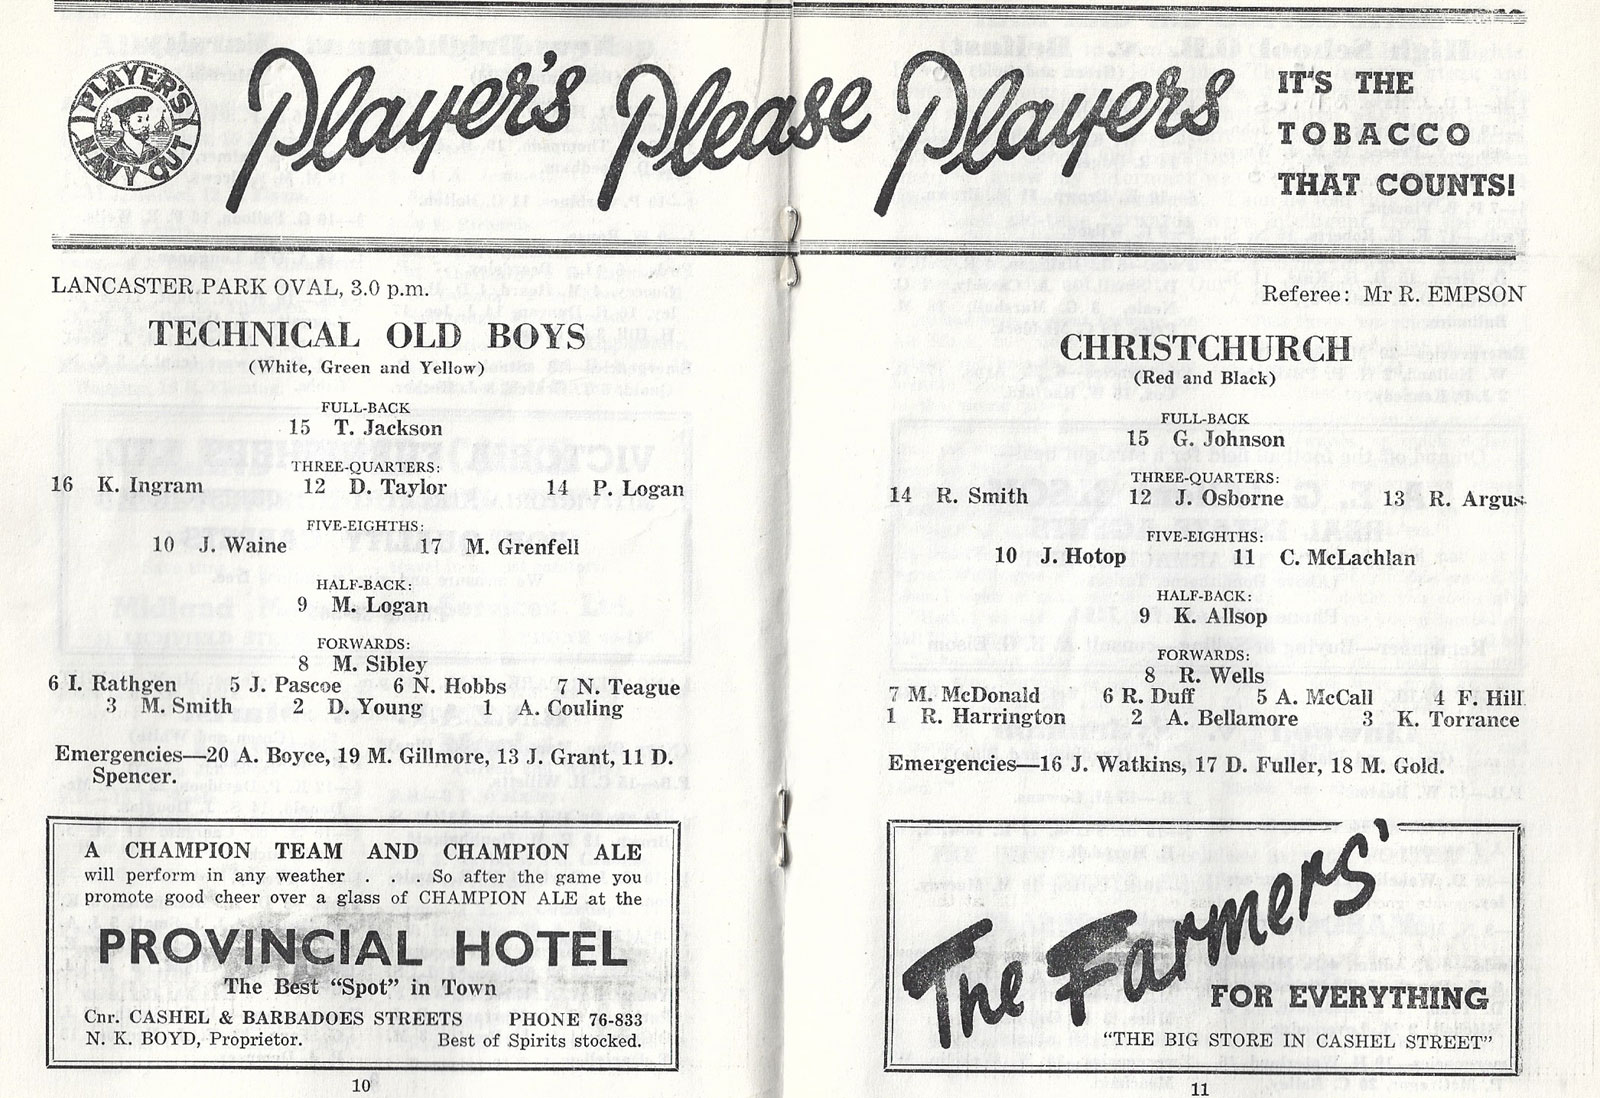 PLAYER'S
NAVY CUT
Player's Please Players
IT'S THE
TOBACCO
THAT COUNTS!
LANCASTER PARK OVAL, 3.0 p.m.
TECHNICAL OLD BOYS
(White, Green and Yellow)
FULL-BACK
15 T. Jackson
THREE-QUARTERS:
16 K. Ingram 12 D. Taylor 14 P. Logan
FIVE-EIGHTHS:
10 J. Waine 17 M. Grenfell
HALF-BACK:
9 M. Logan
FORWARDS:
8 M. Sibley
6 I. Rathgen 5 J. Pascoe 6 N. Hobbs 7 N. Teague
3 M. Smith 2 D. Young 1 A. Couling
Emergencies—20 A. Boyce, 19 M. Gillmore, 13 J. Grant, 11 D.
Spencer.
A CHAMPION TEAM AND CHAMPION ALE
will perform in any weather . . So after the game you
promote good cheer over a glass of CHAMPION ALE at the
PROVINCIAL HOTEL
The Best "Spot" in Town
Cnr. CASHEL & BARBADOES STREETS PHONE 76-833
N. K. BOYD, Proprietor. Best of Spirits stocked.
10
Referee: Mr R. EMPSON
CHRISTCHURCH
(Red and Black)
FULL-BACK
15 G. Johnson
THREE-QUARTERS:
14 R. Smith 12 J. Osborne 13 R. Argus
FIVE-EIGHTHS:
10 J. Hotop 11 C. McLachlan
HALF-BACK:
9 K. Allsop
FORWARDS:
8 R. Wells
7 M. McDonald 6 R. Duff 5 A. McCall 4 F. Hill
1 R. Harrington 2 A. Bellamore 3 K. Torrance
Emergencies—16 J. Watkins, 17 D. Fuller, 18 M. Gold.
The Farmers'
FOR EVERYTHING
"THE BIG STORE IN CASHEL STREET"
11